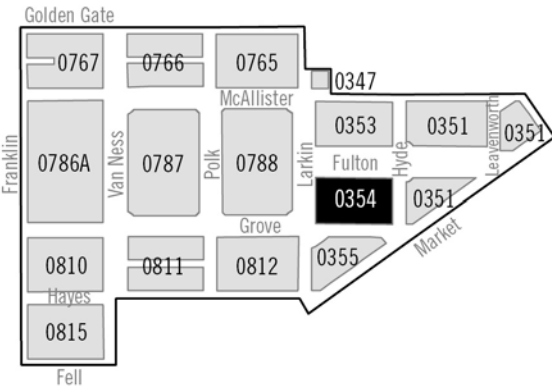 Golden Gate
0767
0766
0765
0347
McAllister
0353
0351
Leavenworth
0351
Franklin
0786A
Van Ness
0787
Polk
0788
Larkin
Fulton
Hyde
0354
0351
Market
Grove
0810
0811
0812
0355
Hayes
0815
Fell